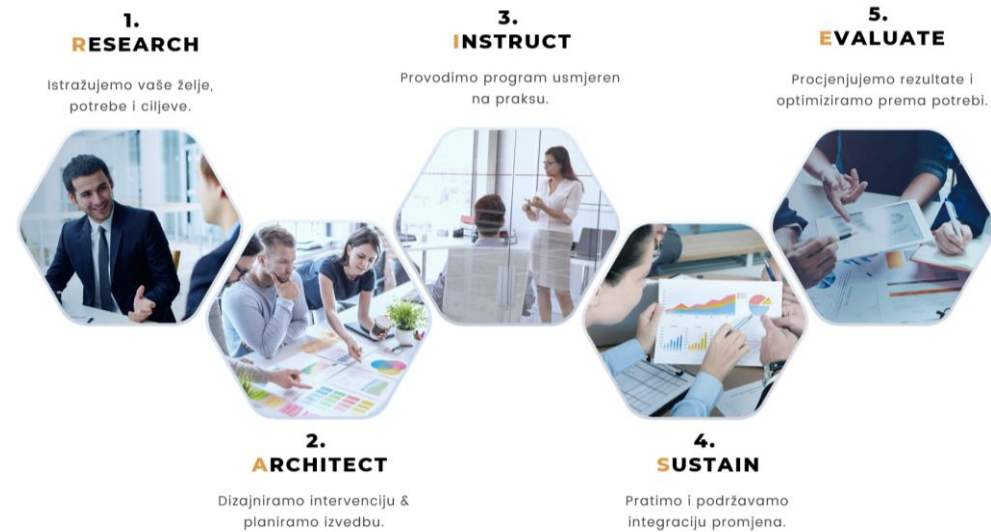 1.
RESEARCH
Istražujemo vaše želje,
potrebe i ciljeve.
2.
ARCHITECT
Dizajniramo intervenciju &
planiramo izvedbu.
3.
INSTRUCT
Provodimo program usmjeren
na praksu.
4.
SUSTAIN
Pratimo i podržavamo
integraciju promjena.
5.
EVALUATE
Procjenjujemo rezultate i
optimiziramo prema potrebi.